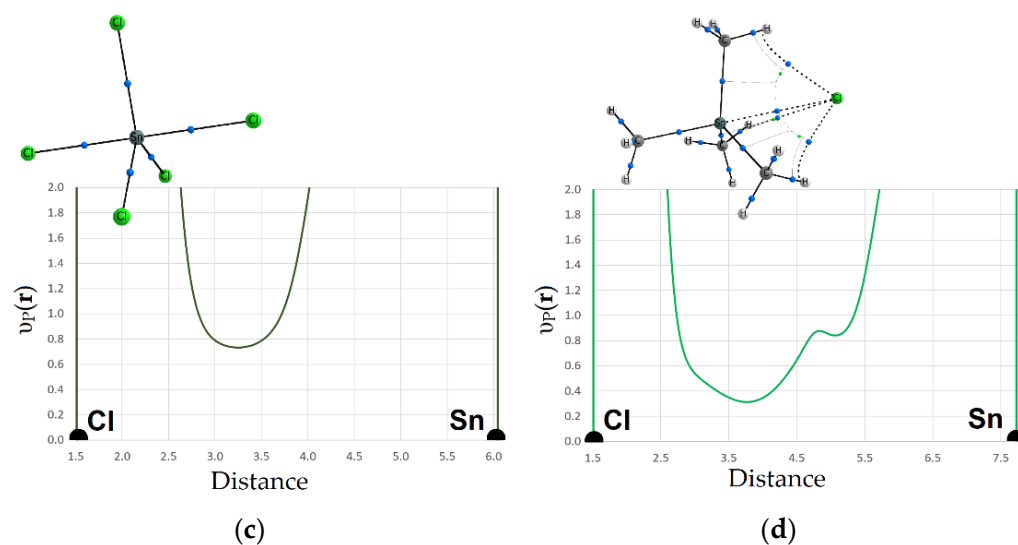 Cl
Cl
Sn
Cl
Cl
Cl
2.0
1.8
1.6
1.4
1.2
1.0
0.8
0.6
0.4
0.2
0.0
υP(r)
Cl
Sn
1.5 2.0 2.5 3.0 3.5 4.0 4.5 5.0 5.5 6.0
Distance
(c)
H H H
C
Cl
H
Sn H
H C H C H
H
H C H
H
H
2.0
1.8
1.6
1.4
1.2
1.0
0.8
0.6
0.4
0.2
0.0
υP(r)
Cl
Sn
1.5 2.5 3.5 4.5 5.5 6.5 7.5
Distance
(d)